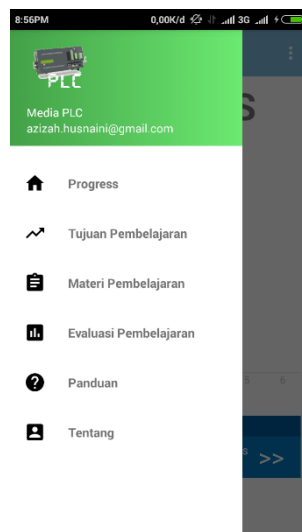 8:56PM 0,00K/d 3G
PLC
Media PLC
azizah.husnaini@gmail.com
S
Progress
Tujuan Pembelajaran
Materi Pembelajaran
Evaluasi Pembelajaran
Panduan
Tentang
5 6
s
>>